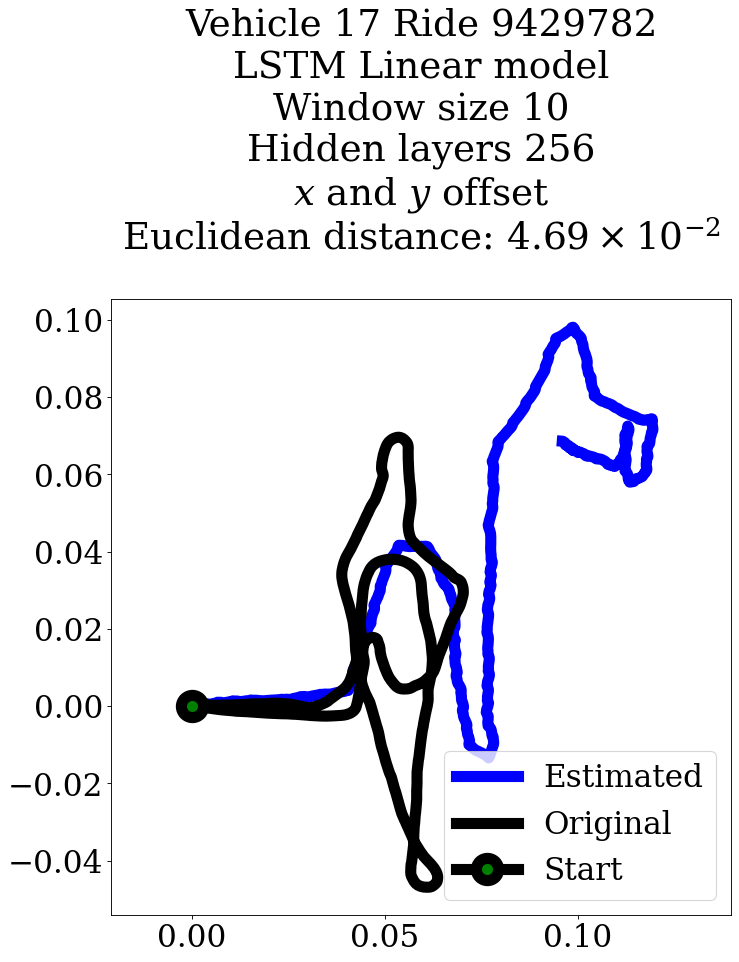 Vehicle 17 Ride 9429782
LSTM Linear model
Window size 10
Hidden layers 256
x and y offset
Euclidean distance: 4.69 × 10⁻²
0.10
0.08
0.06
0.04
0.02
0.00
−0.02
−0.04
Estimated
Original
Start
0.00 0.05 0.10